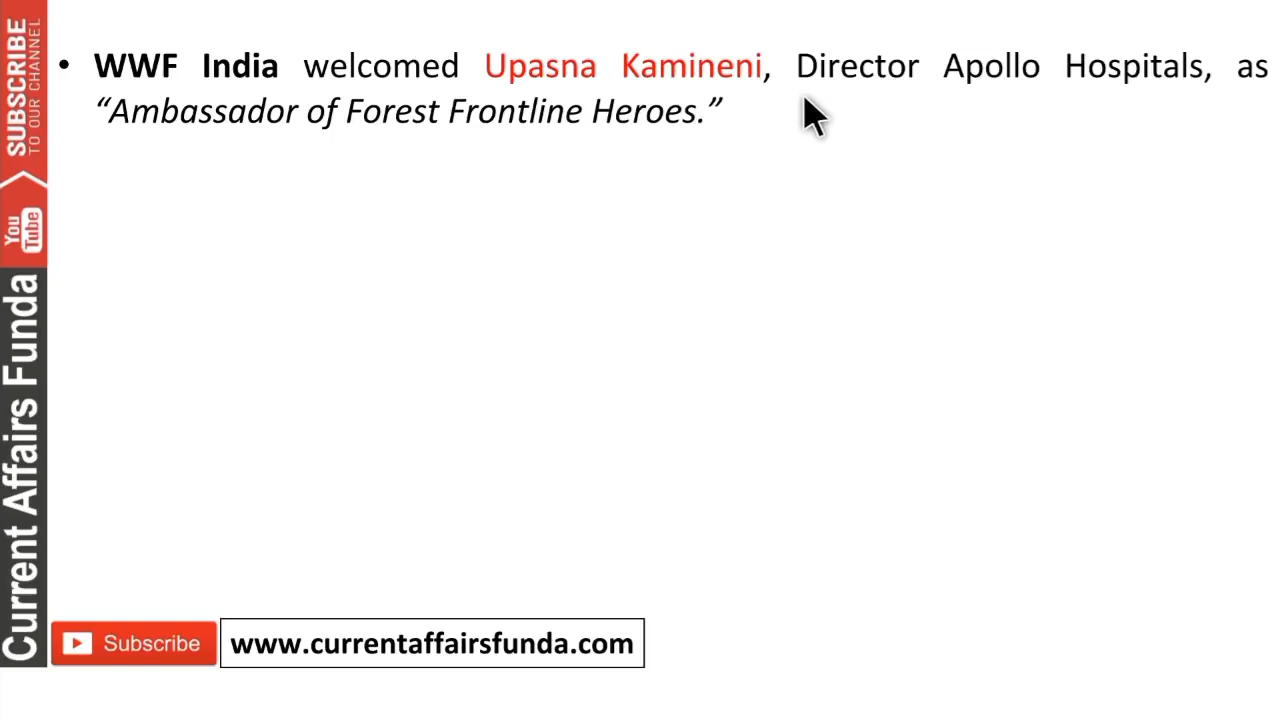 • WWF India welcomed Upasna Kamineni, Director Apollo Hospitals, as
“Ambassador of Forest Frontline Heroes.”
SUBSCRIBE
TO OUR CHANNEL
You
Tube
Current Affairs Funda
Subscribe
www.currentaffairsfunda.com